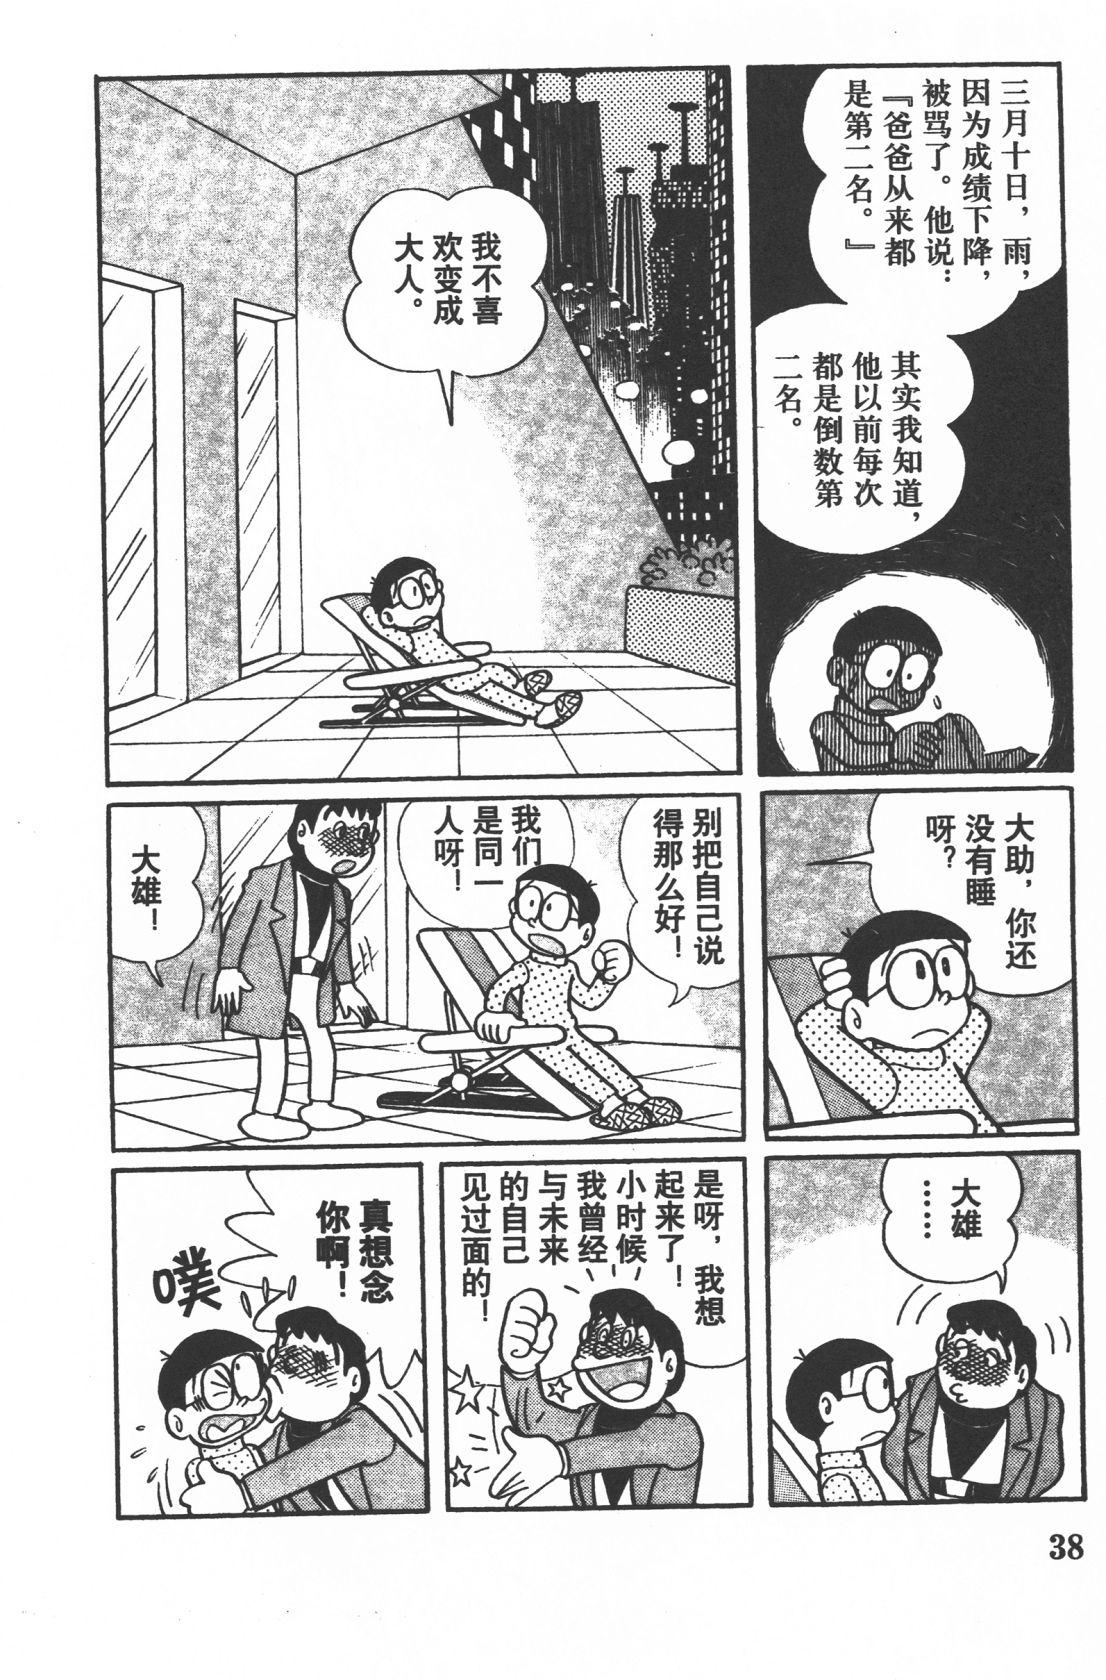 三月十日，雨，
因为成绩下降，
被骂了。他说：
『爸爸从来都
是第二名。』
其实我知道，
他以前每次
都是倒数第
二名。
我不喜
欢变成
大人。
大助，你还
没有睡
呀？
别把自己说
得那么好！
我们
是同一
人呀！
大雄！
大雄
……
是呀，我想
起来了！
小时候
我曾经
与未来
的自己
见过面的！
真想念
你啊！
噗
38